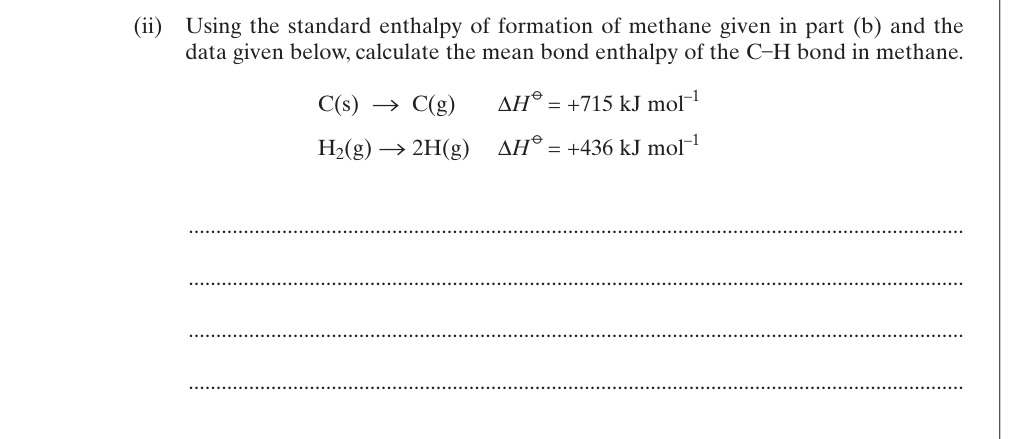 (ii) Using the standard enthalpy of formation of methane given in part (b) and the
data given below, calculate the mean bond enthalpy of the C–H bond in methane.
C(s) → C(g) ΔH⦵ = +715 kJ mol⁻¹
H₂(g) → 2H(g) ΔH⦵ = +436 kJ mol⁻¹